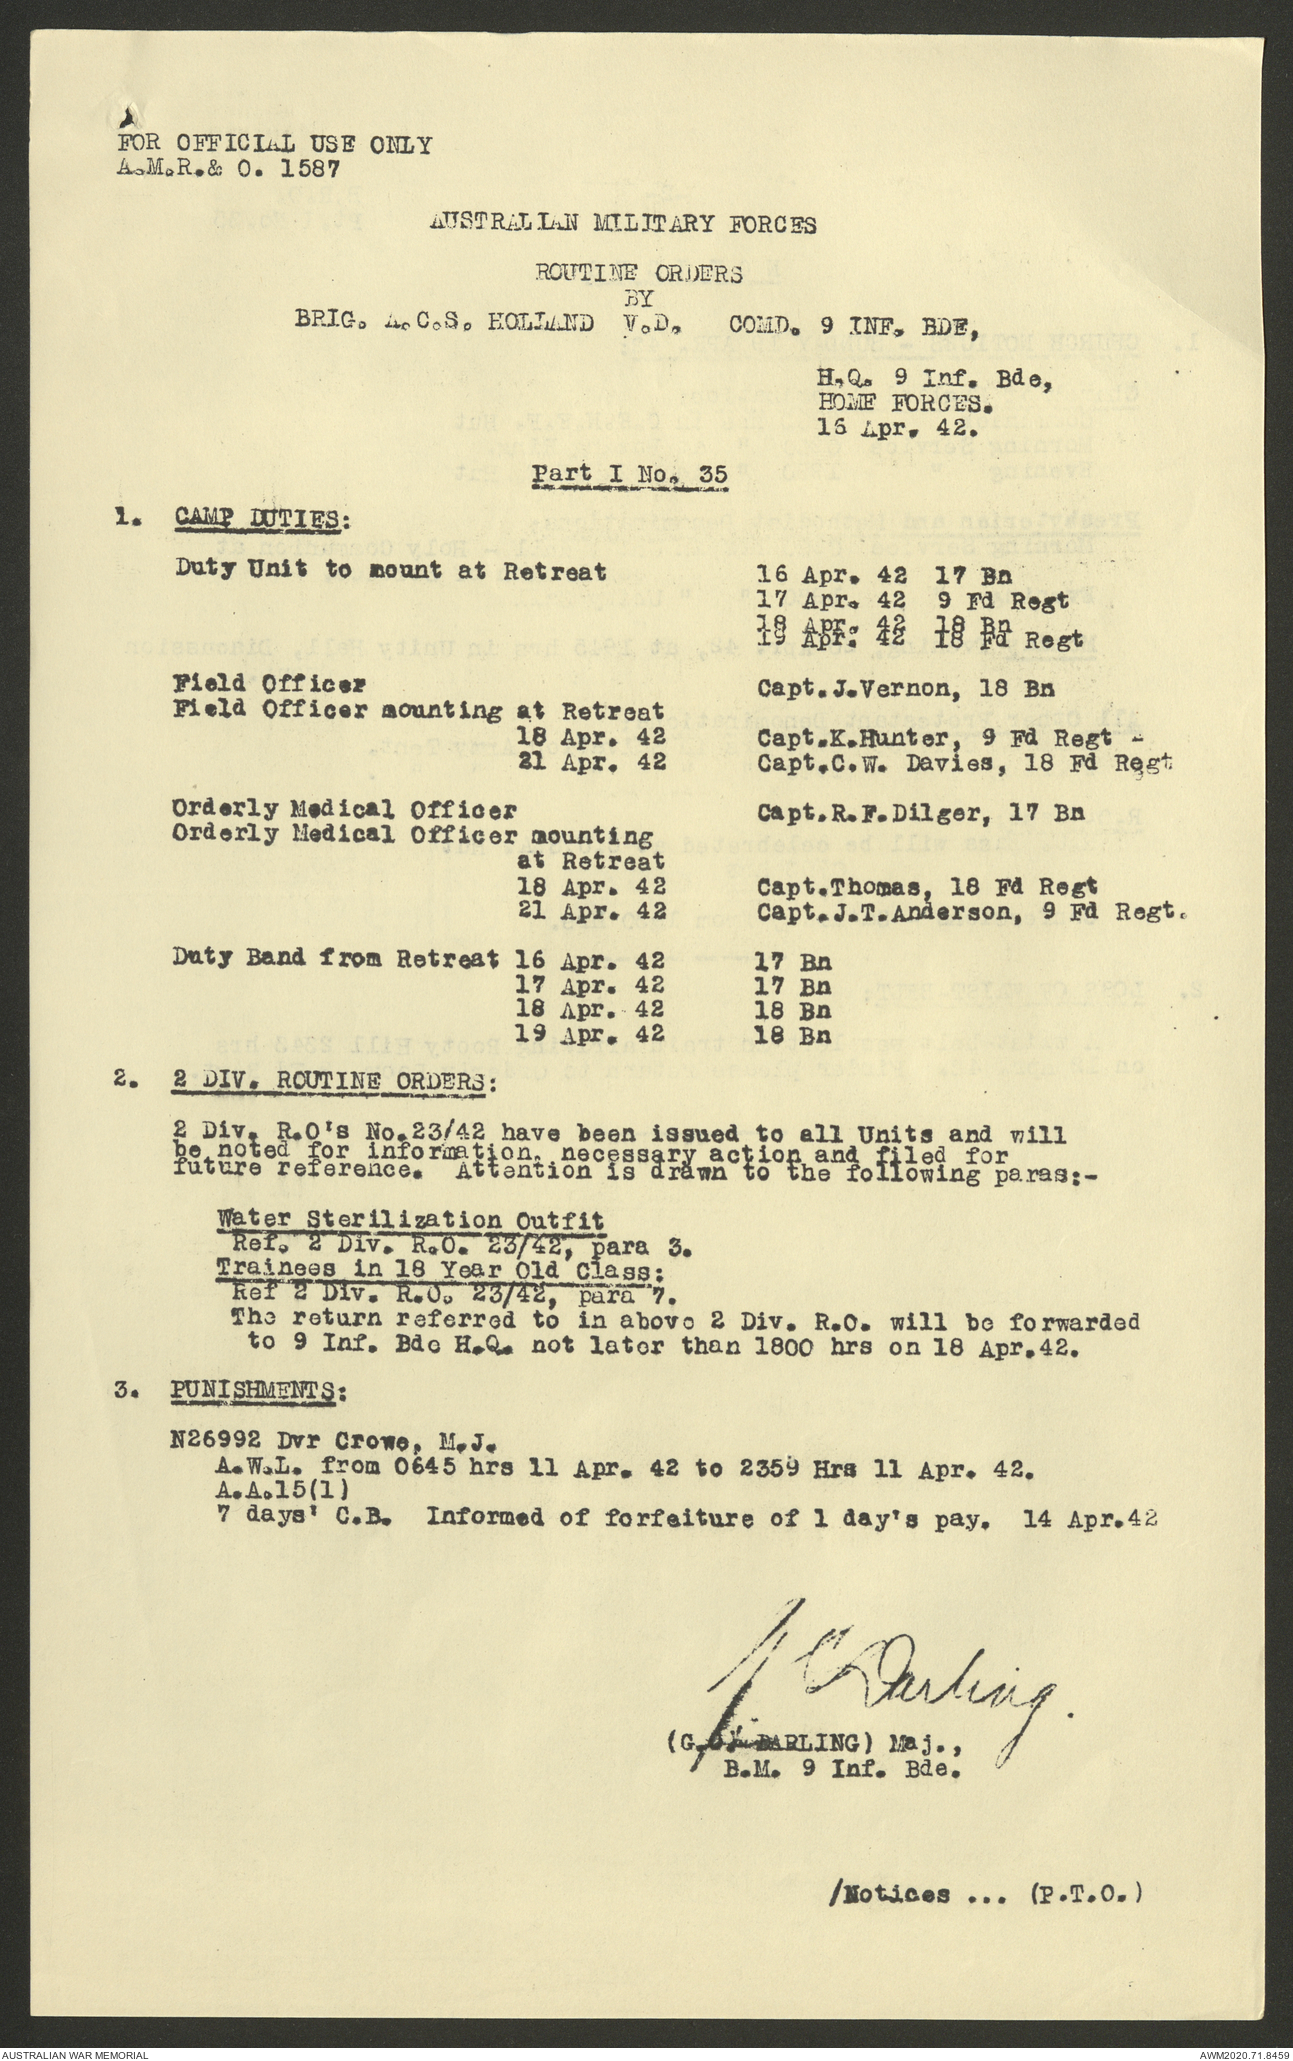 FOR OFFICIAL USE ONLY
A.M.R.& O. 1587
AUSTRALIAN MILITARY FORCES
ROUTINE ORDERS
BY
BRIG. A.C.S. HOLLAND V.D. COMD. 9 INF. BDE,
H.Q. 9 Inf. Bde,
HOME FORCES.
16 Apr. 42.
Part I No. 35
1. CAMP DUTIES:
Duty Unit to mount at Retreat 16 Apr. 42 17 Bn
17 Apr. 42 9 Fd Regt
18 Apr. 42 18 Bn
19 Apr. 42 18 Fd Regt
Field Officer Capt.J.Vernon, 18 Bn
Field Officer mounting at Retreat
18 Apr. 42 Capt.K.Hunter, 9 Fd Regt -
21 Apr. 42 Capt.C.W. Davies, 18 Fd Regt
Orderly Medical Officer Capt.R.F.Dilger, 17 Bn
Orderly Medical Officer mounting
at Retreat
18 Apr. 42 Capt.Thomas, 18 Fd Regt
21 Apr. 42 Capt.J.T.Anderson, 9 Fd Regt.
Duty Band from Retreat 16 Apr. 42 17 Bn
17 Apr. 42 17 Bn
18 Apr. 42 18 Bn
19 Apr. 42 18 Bn
2. 2 DIV. ROUTINE ORDERS:
2 Div. R.O's No.23/42 have been issued to all Units and will
be noted for information, necessary action and filed for
future reference. Attention is drawn to the following paras:-
Water Sterilization Outfit
Ref. 2 Div. R.O. 23/42, para 3.
Trainees in 18 Year Old Class:
Ref 2 Div. R.O. 23/42, para 7.
The return referred to in above 2 Div. R.O. will be forwarded
to 9 Inf. Bde H.Q. not later than 1800 hrs on 18 Apr.42.
3. PUNISHMENTS:
N26992 Dvr Crowe, M.J.
A.W.L. from 0645 hrs 11 Apr. 42 to 2359 Hrs 11 Apr. 42.
A.A.15(1)
7 days' C.B. Informed of forfeiture of 1 day's pay. 14 Apr.42
G C Darling.
(G.C. DARLING) Maj.,
B.M. 9 Inf. Bde.
/Notices ... (P.T.O.)
AUSTRALIAN WAR MEMORIAL
AWM2020.71.8459